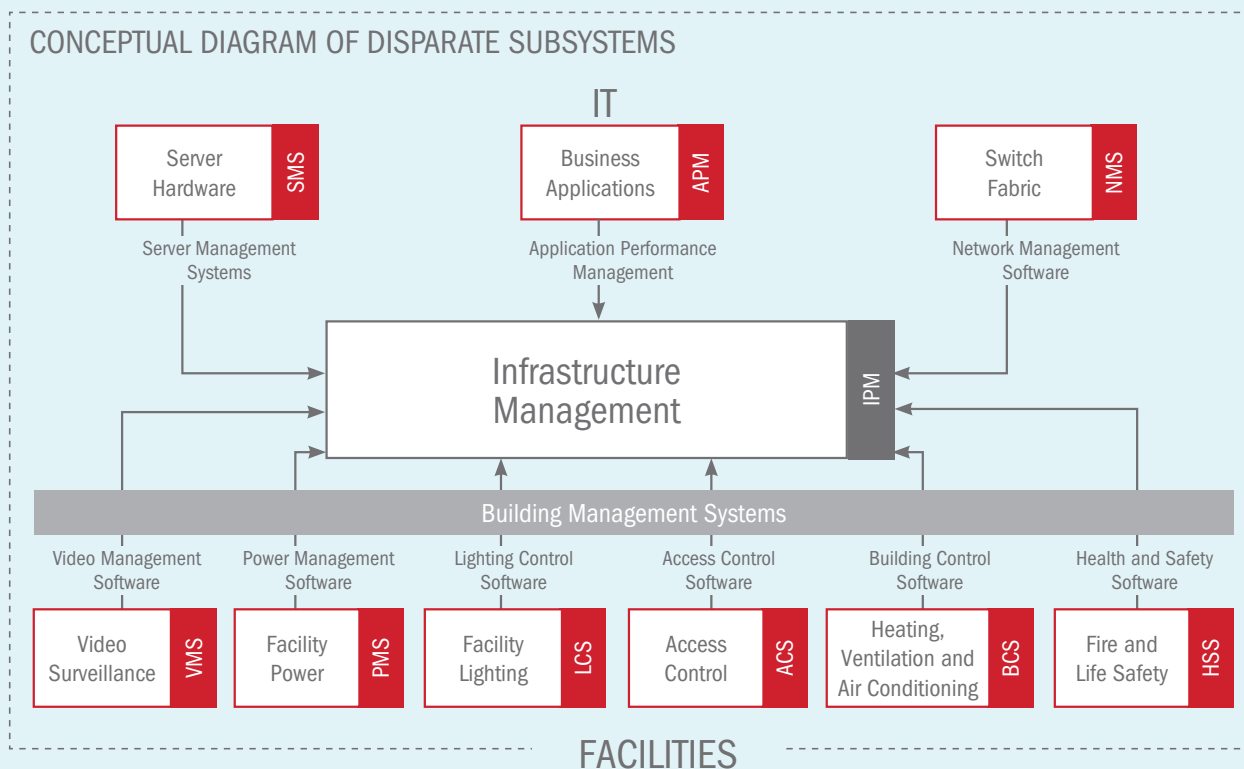 CONCEPTUAL DIAGRAM OF DISPARATE SUBSYSTEMS
IT
Server
Hardware
SMS
Business
Applications
APM
Switch
Fabric
NMS
Server Management
Systems
Application Performance
Management
Network Management
Software
Infrastructure
Management
IPM
Building Management Systems
Video Management
Software
Power Management
Software
Lighting Control
Software
Access Control
Software
Building Control
Software
Health and Safety
Software
Video
Surveillance
VMS
Facility
Power
PMS
Facility
Lighting
LCS
Access
Control
ACS
Heating,
Ventilation and
Air Conditioning
BCS
Fire and
Life Safety
HSS
FACILITIES